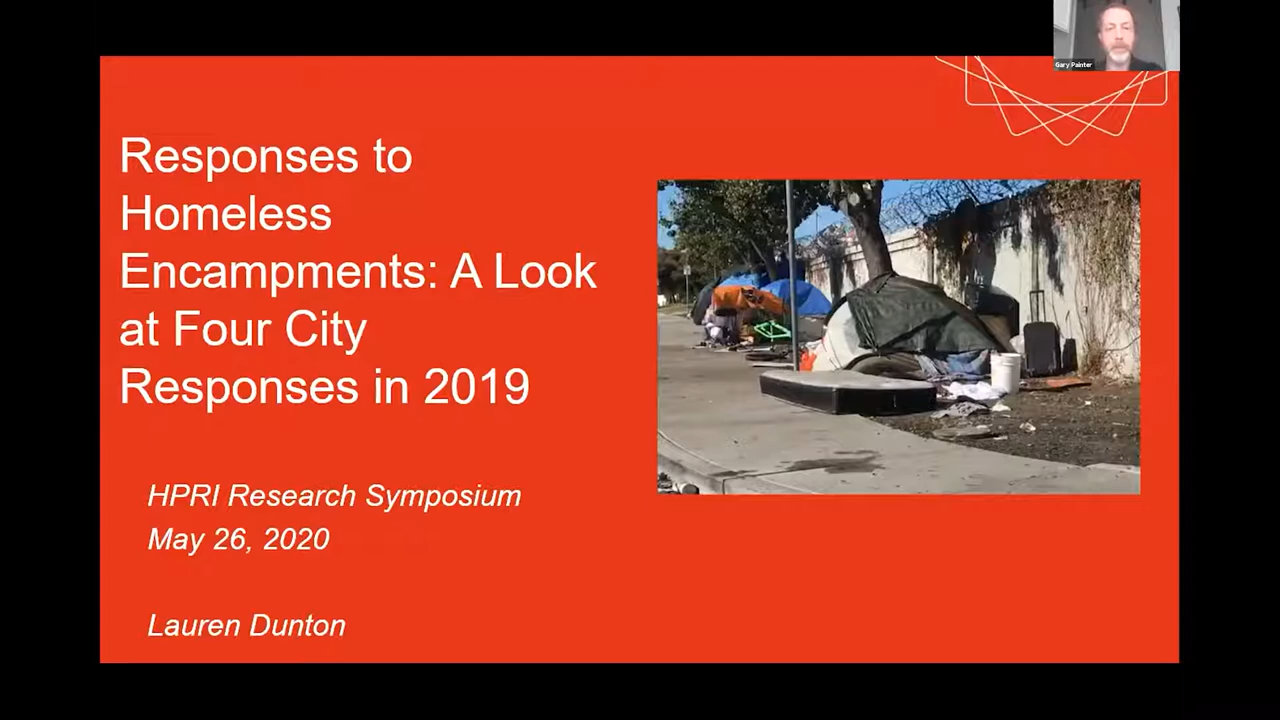 Gary Painter
Responses to
Homeless
Encampments: A Look
at Four City
Responses in 2019
HPRI Research Symposium
May 26, 2020
Lauren Dunton